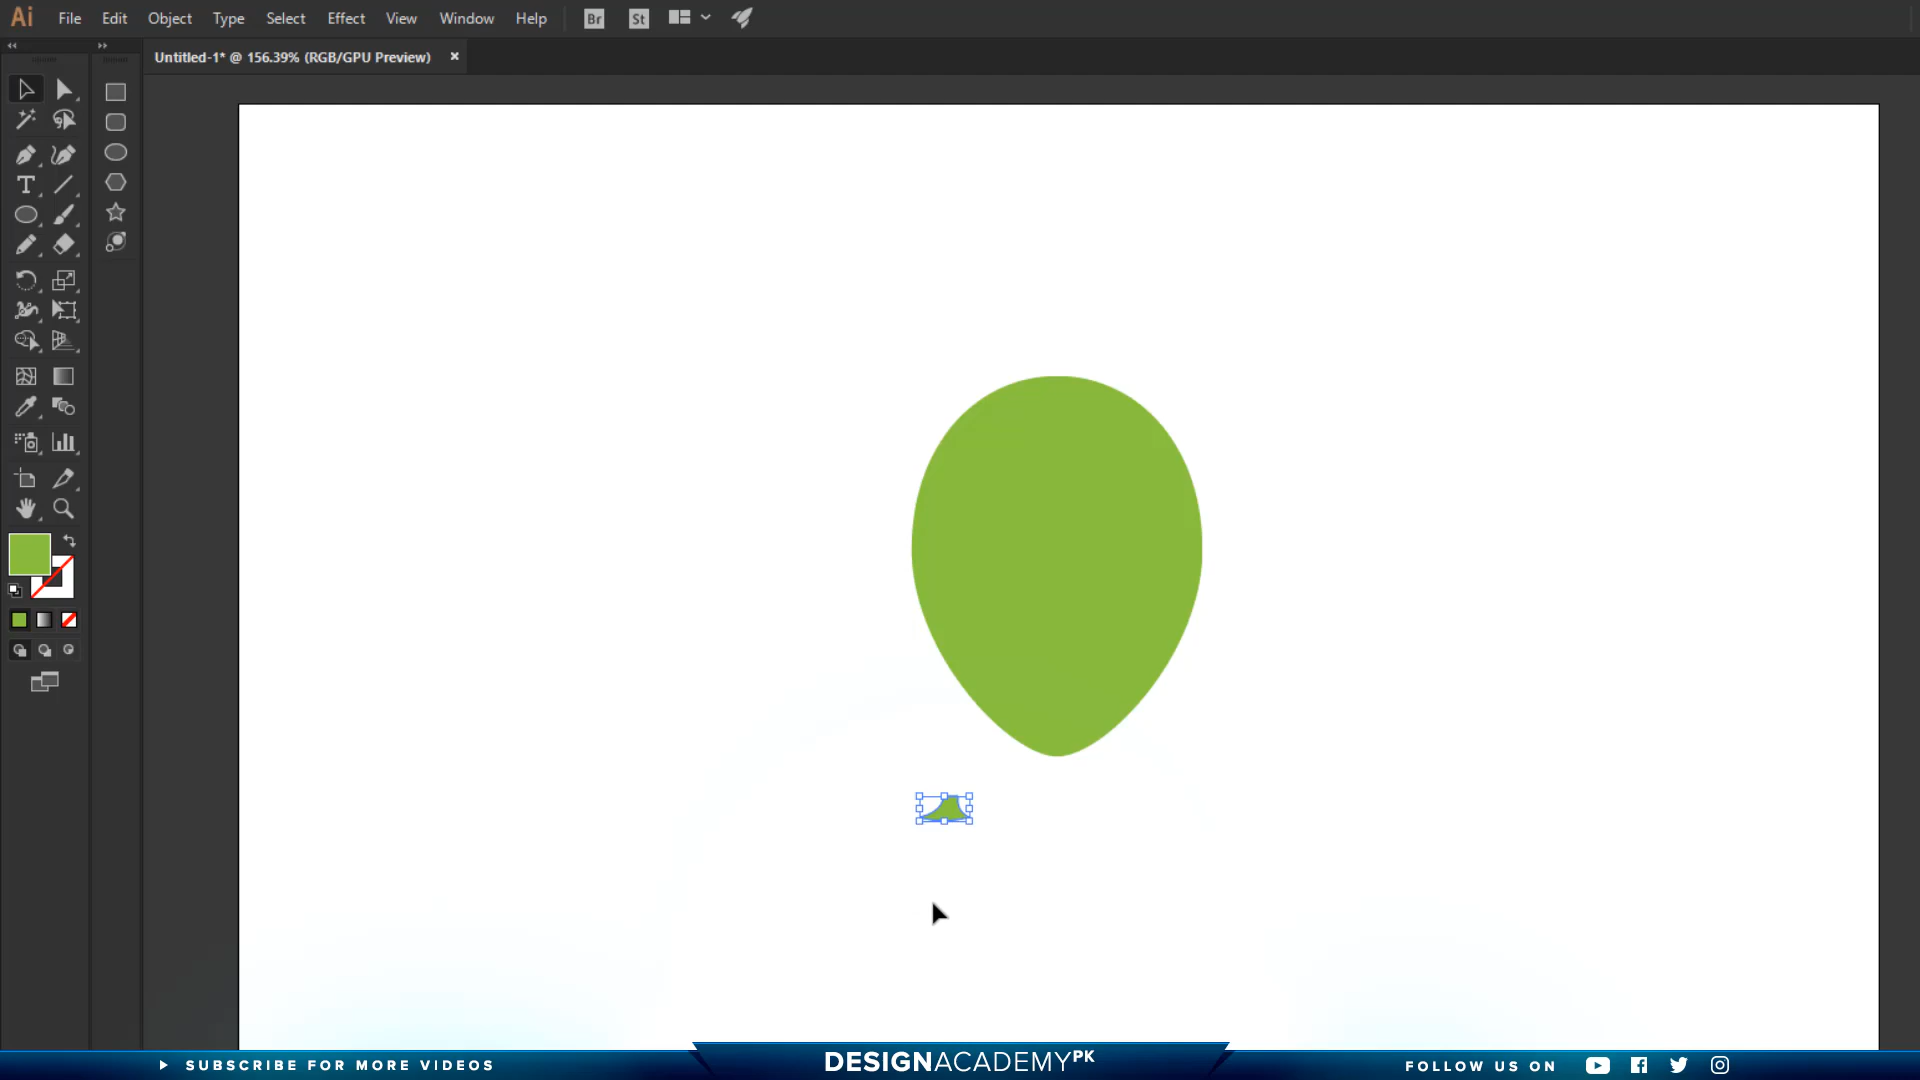 Ai File Edit Object Type Select Effect View Window Help Br St
Untitled-1* @ 156.39% (RGB/GPU Preview) ×
T
SUBSCRIBE FOR MORE VIDEOS
DESIGNACADEMYPK
FOLLOW US ON